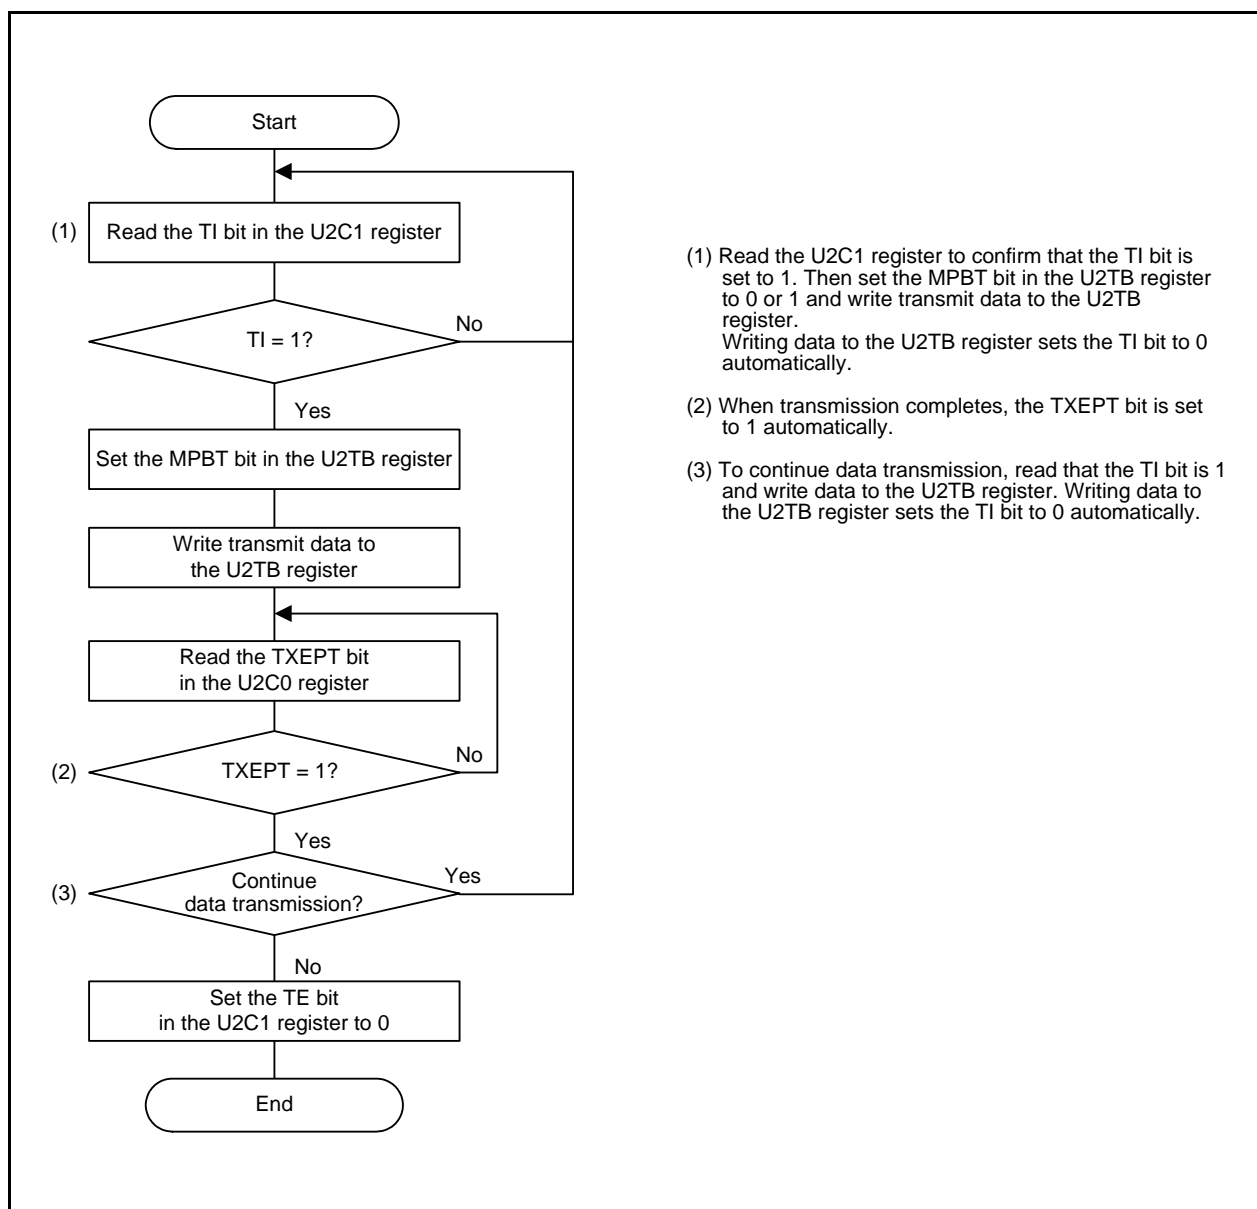 Start
(1)
Read the TI bit in the U2C1 register
TI = 1?
No
Yes
Set the MPBT bit in the U2TB register
Write transmit data to
the U2TB register
Read the TXEPT bit
in the U2C0 register
(2)
TXEPT = 1?
No
Yes
(3)
Continue
data transmission?
Yes
No
Set the TE bit
in the U2C1 register to 0
End
(1) Read the U2C1 register to confirm that the TI bit is
set to 1. Then set the MPBT bit in the U2TB register
to 0 or 1 and write transmit data to the U2TB
register.
Writing data to the U2TB register sets the TI bit to 0
automatically.
(2) When transmission completes, the TXEPT bit is set
to 1 automatically.
(3) To continue data transmission, read that the TI bit is 1
and write data to the U2TB register. Writing data to
the U2TB register sets the TI bit to 0 automatically.